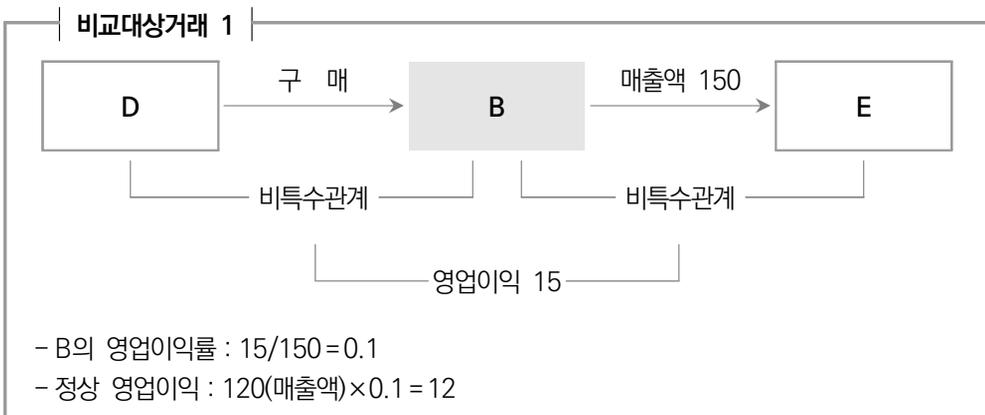 비교대상거래 1
구 매
매출액 150
D
B
E
비특수관계
비특수관계
영업이익 15
- B의 영업이익률 : 15/150=0.1
- 정상 영업이익 : 120(매출액)×0.1=12